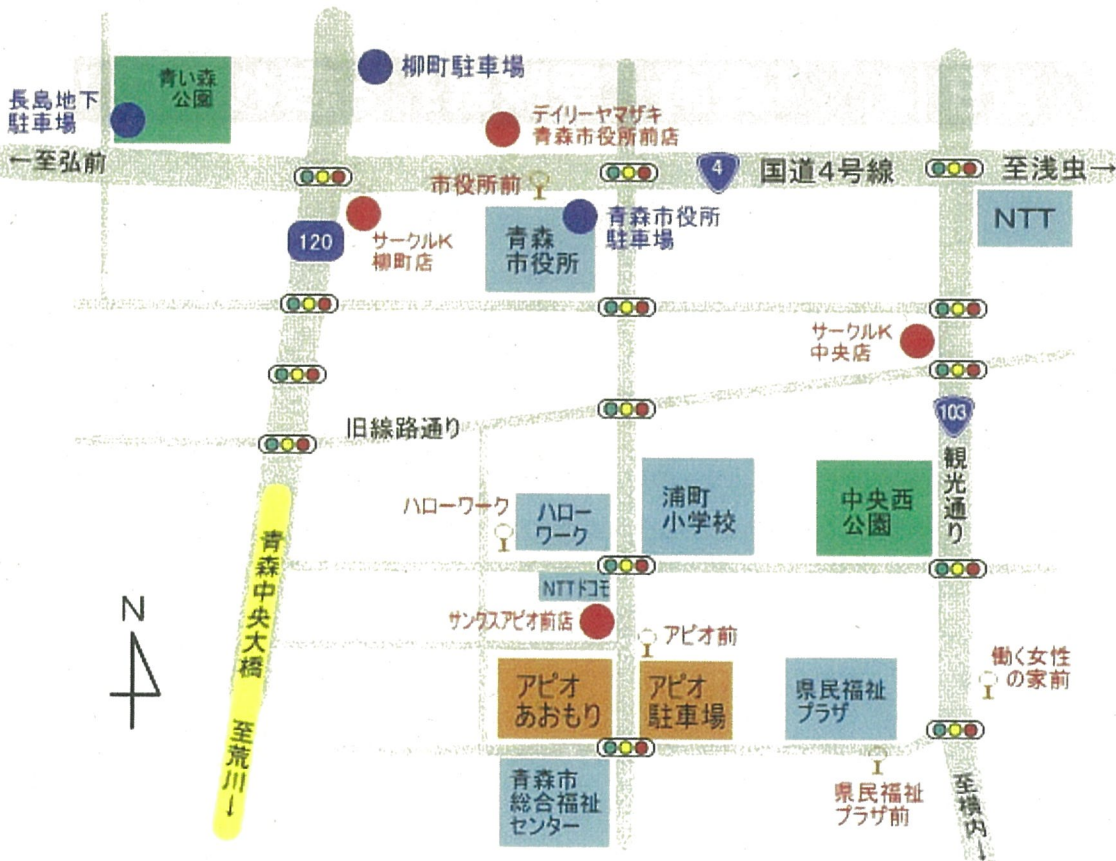 柳町駐車場
青い森
公園
長島地下
駐車場
デイリーヤマザキ
青森市役所前店
←至弘前
4
国道4号線
至浅虫→
市役所前
青森市役所
駐車場
NTT
120
サークルK
柳町店
青森
市役所
サークルK
中央店
103
旧線路通り
観光通り
ハローワーク
ハロー
ワーク
浦町
小学校
中央西
公園
青森中央大橋
NTTドコモ
サンクスアピオ前店
アピオ前
N
働く女性
の家前
アピオ
あおもり
アピオ
駐車場
県民福祉
プラザ
至荒川↓
青森市
総合福祉
センター
県民福祉
プラザ前
至横内↓